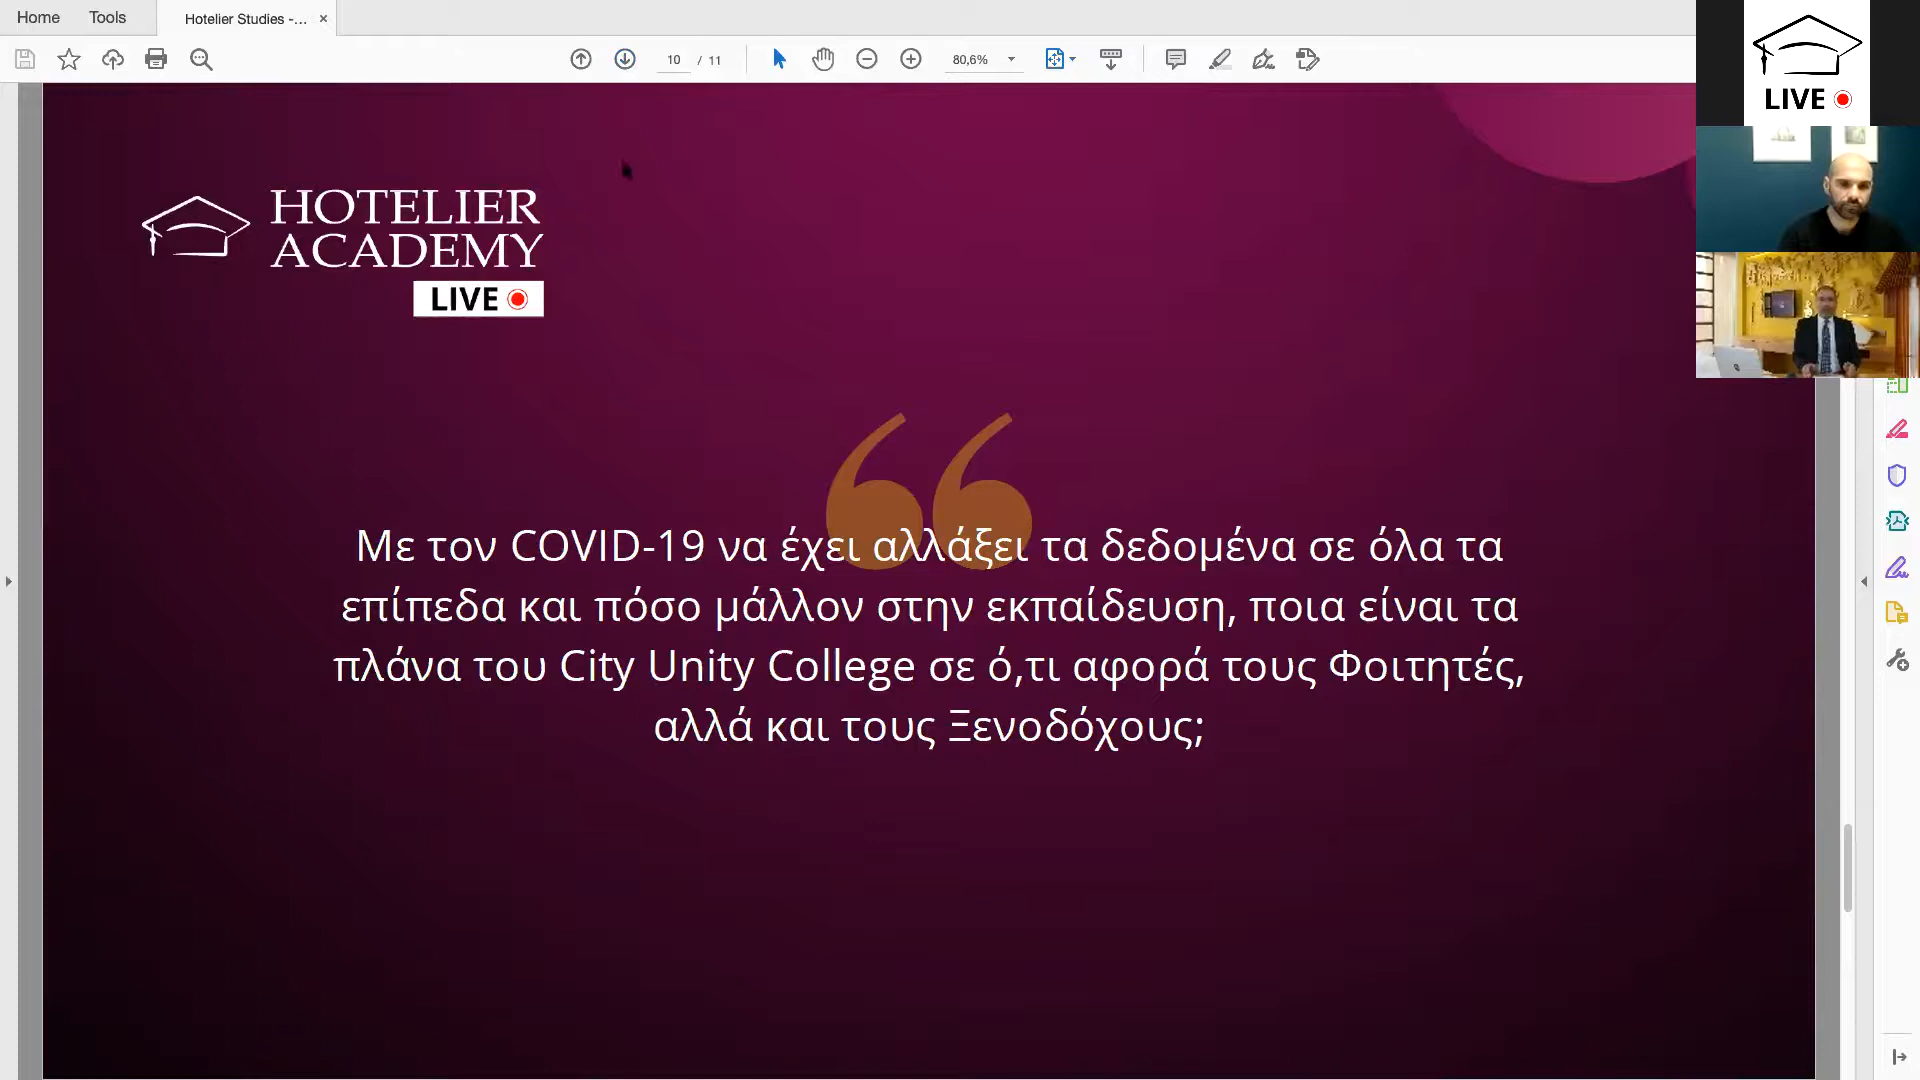 Home
Tools
Hotelier Studies -...
10 / 11
80,6%
LIVE
HOTELIER
ACADEMY
LIVE
Με τον COVID-19 να έχει αλλάξει τα δεδομένα σε όλα τα
επίπεδα και πόσο μάλλον στην εκπαίδευση, ποια είναι τα
πλάνα του City Unity College σε ό,τι αφορά τους Φοιτητές,
αλλά και τους Ξενοδόχους;